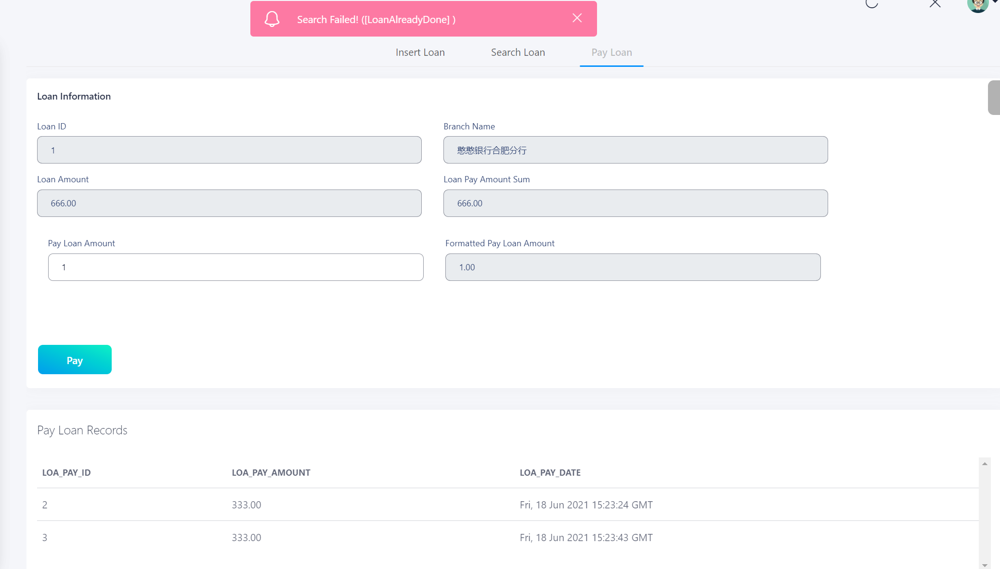 Search Failed! ([LoanAlreadyDone] )
Insert Loan
Search Loan
Pay Loan
Loan Information
Loan ID
Branch Name
1
憨憨银行合肥分行
Loan Amount
Loan Pay Amount Sum
666.00
666.00
Pay Loan Amount
Formatted Pay Loan Amount
1
1.00
Pay
Pay Loan Records
LOA_PAY_ID
LOA_PAY_AMOUNT
LOA_PAY_DATE
2
333.00
Fri, 18 Jun 2021 15:23:24 GMT
3
333.00
Fri, 18 Jun 2021 15:23:43 GMT